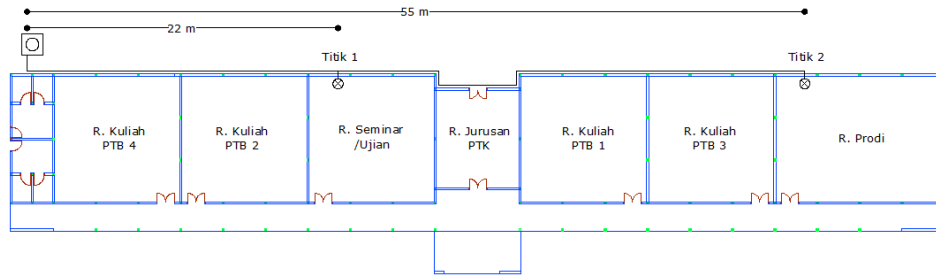 55 m
22 m
Titik 1
Titik 2
R. Kuliah
PTB 4
R. Kuliah
PTB 2
R. Seminar
/Ujian
R. Jurusan
PTK
R. Kuliah
PTB 1
R. Kuliah
PTB 3
R. Prodi